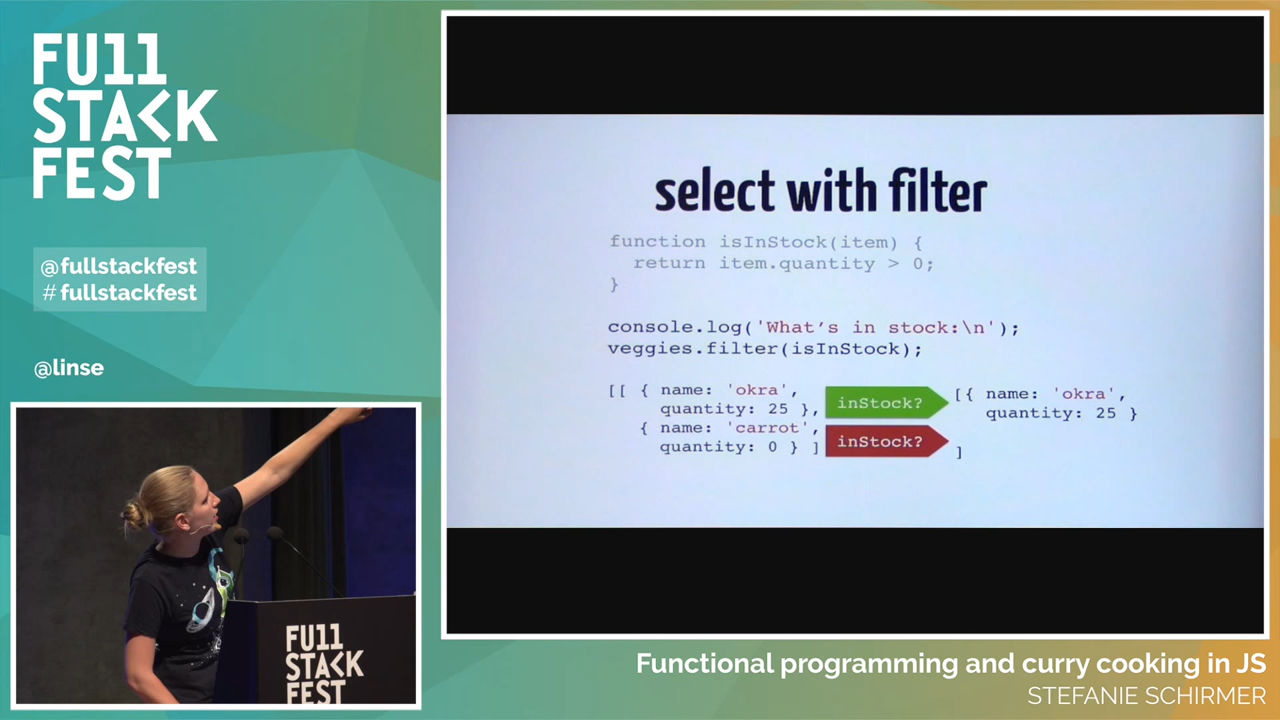 FU11
STACK
FEST
@fullstackfest
# fullstackfest
@linse
select with filter
function isInStock(item) {
return item.quantity > 0;
}
console.log('What's in stock:\n');
veggies.filter(isInStock);
[[ { name: 'okra',
quantity: 25 },
{ name: 'carrot',
quantity: 0 } ]
inStock?
inStock?
[{ name: 'okra',
quantity: 25 }
]
FU11
STACK
FEST
Functional programming and curry cooking in JS
STEFANIE SCHIRMER